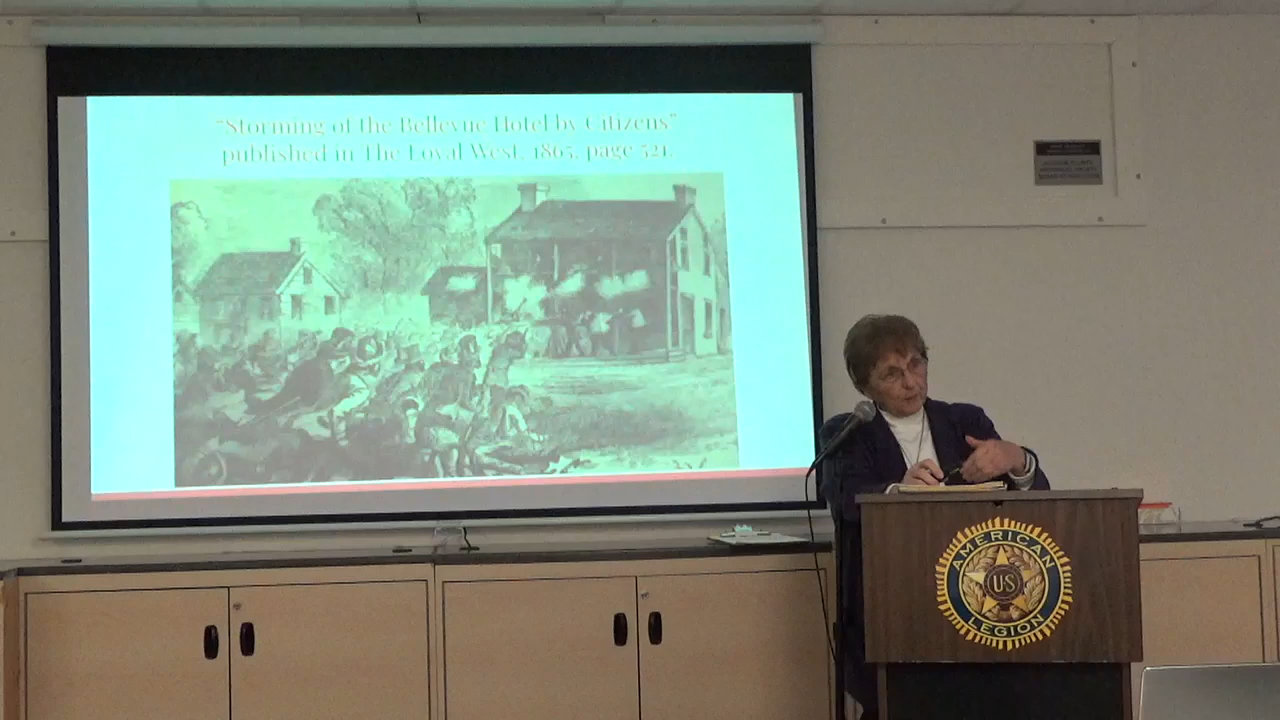 "Storming of the Bellevue Hotel by Citizens"
published in The Loyal West, 1865, page 521.
AMERICAN
US
LEGION